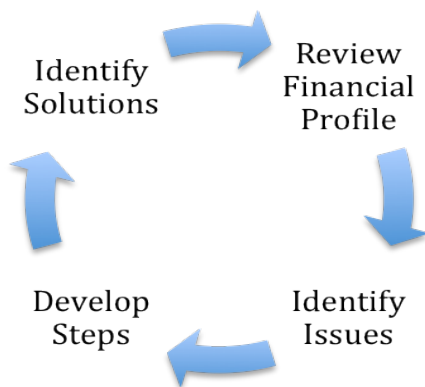 Identify
Solutions
Review
Financial
Profile
Identify
Issues
Develop
Steps